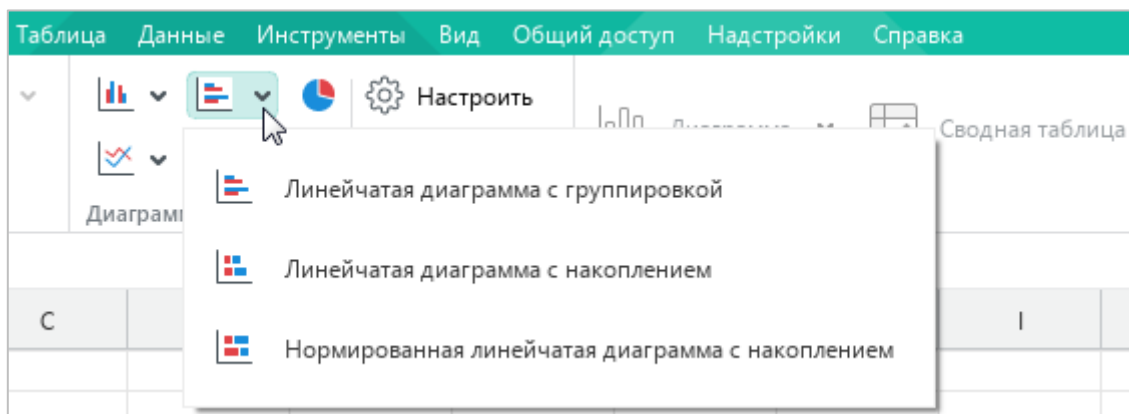 Таблица Данные Инструменты Вид Общий доступ Надстройки Справка
Настроить
Сводная таблица
Линейчатая диаграмма с группировкой
Линейчатая диаграмма с накоплением
Нормированная линейчатая диаграмма с накоплением
C I